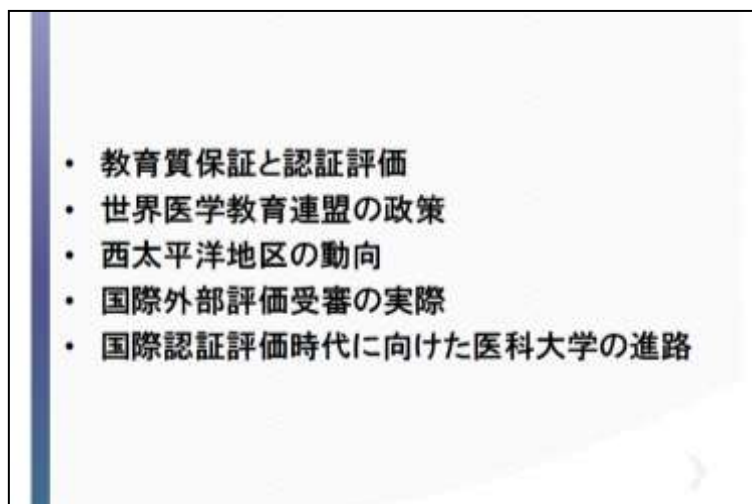 ・ 教育質保証と認証評価
・ 世界医学教育連盟の政策
・ 西太平洋地区の動向
・ 国際外部評価受審の実際
・ 国際認証評価時代に向けた医科大学の進路